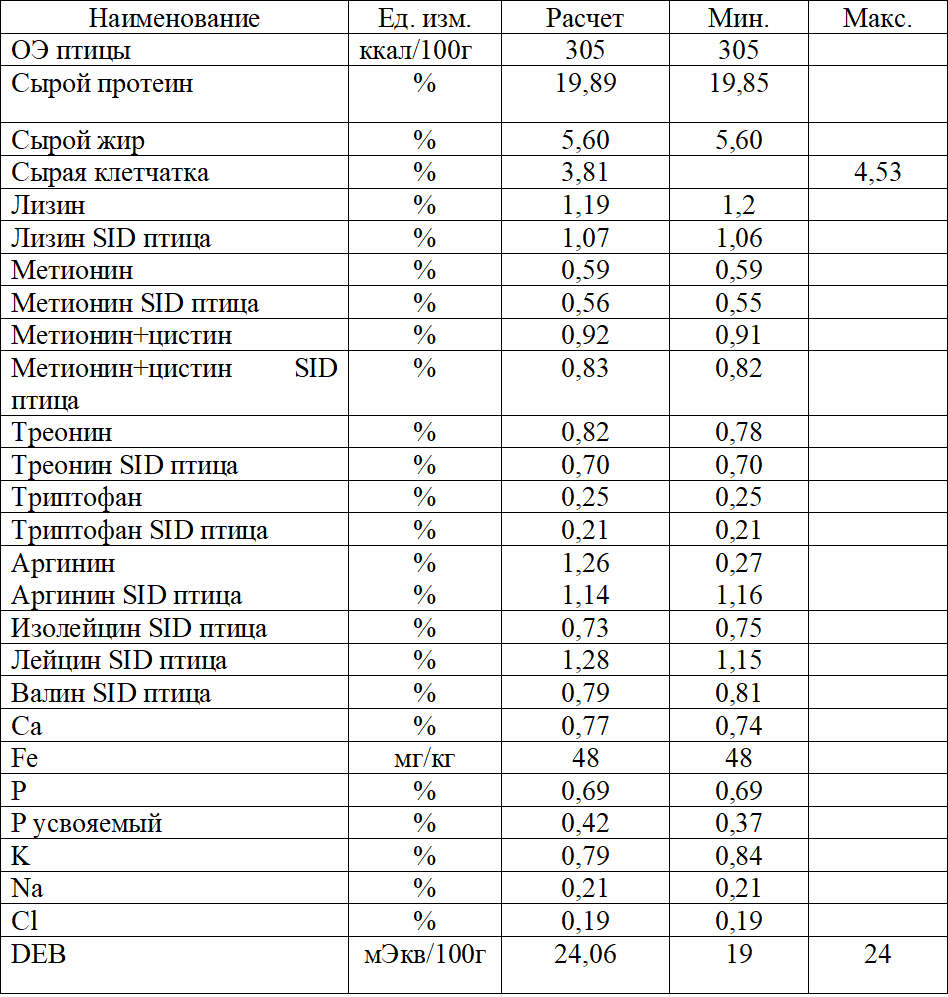 Наименование Ед. изм. Расчет Мин. Макс.
ОЭ птицы ккал/100г 305 305
Сырой протеин % 19,89 19,85
Сырой жир % 5,60 5,60
Сырая клетчатка % 3,81 4,53
Лизин % 1,19 1,2
Лизин SID птица % 1,07 1,06
Метионин % 0,59 0,59
Метионин SID птица % 0,56 0,55
Метионин+цистин % 0,92 0,91
Метионин+цистин SID % 0,83 0,82
птица
Треонин % 0,82 0,78
Треонин SID птица % 0,70 0,70
Триптофан % 0,25 0,25
Триптофан SID птица % 0,21 0,21
Аргинин % 1,26 0,27
Аргинин SID птица % 1,14 1,16
Изолейцин SID птица % 0,73 0,75
Лейцин SID птица % 1,28 1,15
Валин SID птица % 0,79 0,81
Ca % 0,77 0,74
Fe мг/кг 48 48
P % 0,69 0,69
P усвояемый % 0,42 0,37
K % 0,79 0,84
Na % 0,21 0,21
Cl % 0,19 0,19
DEB мЭкв/100г 24,06 19 24